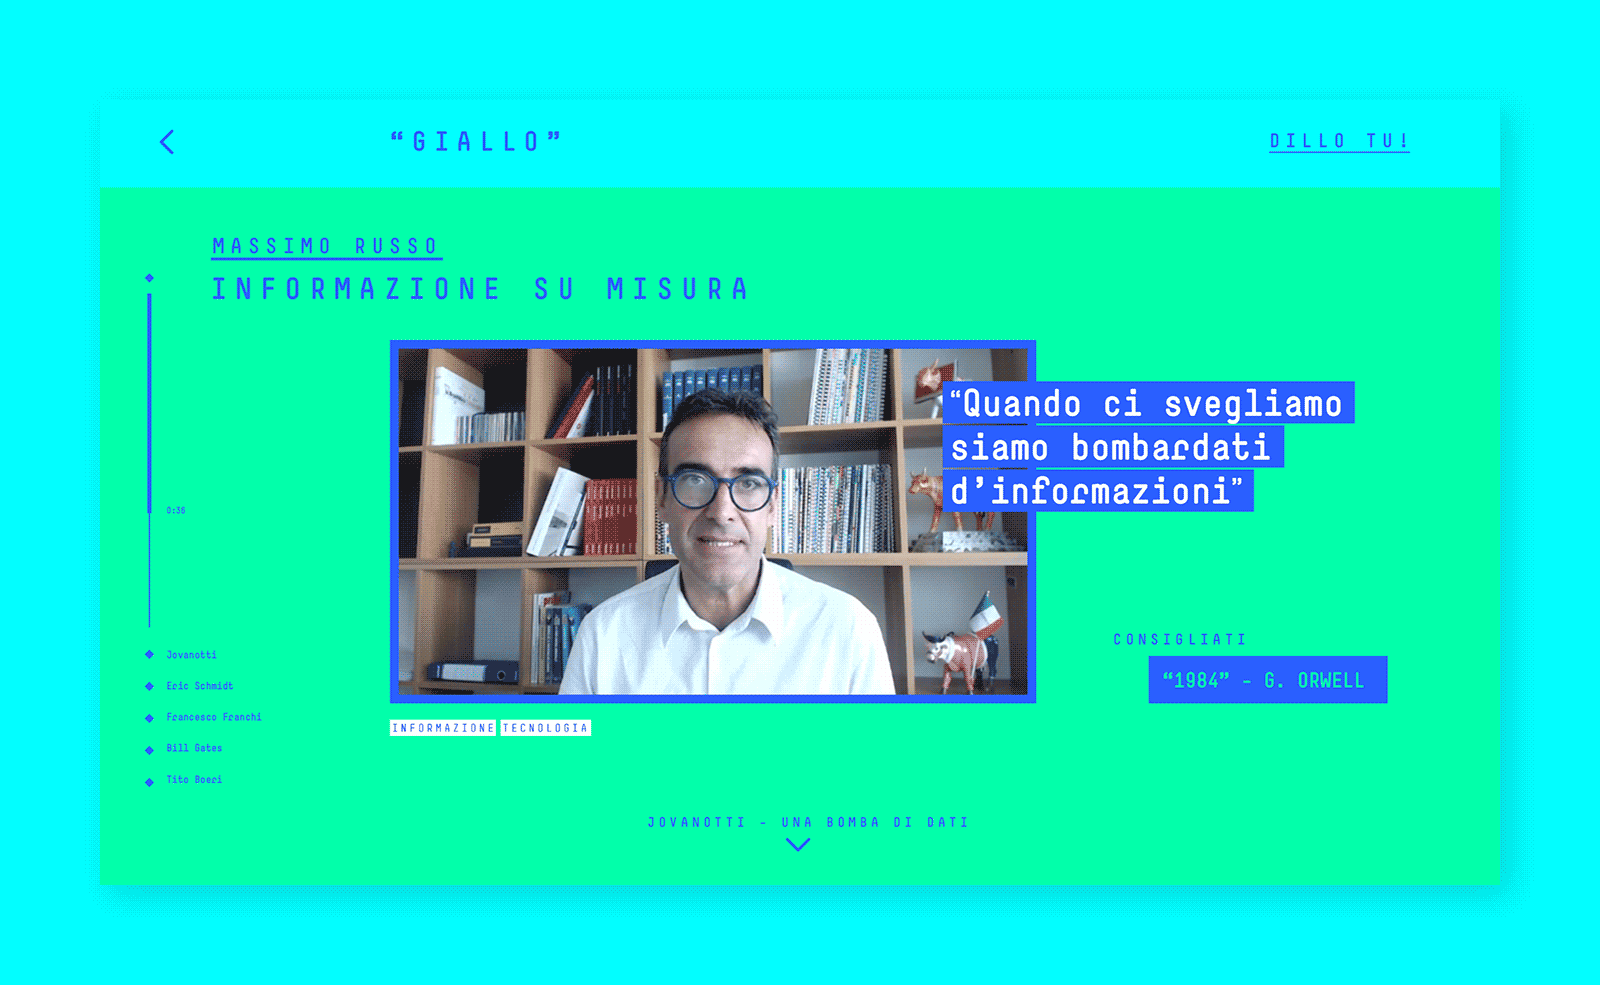 “GIALLO”
DILLO TU!
MASSIMO RUSSO
INFORMAZIONE SU MISURA
“Quando ci svegliamo
siamo bombardati
d’informazioni”
0:36
CONSIGLIATI
“1984” - G. ORWELL
INFORMAZIONE TECNOLOGIA
Jovanotti
Eric Schmidt
Francesco Franchi
Bill Gates
Tito Boeri
JOVANOTTI - UNA BOMBA DI DATI